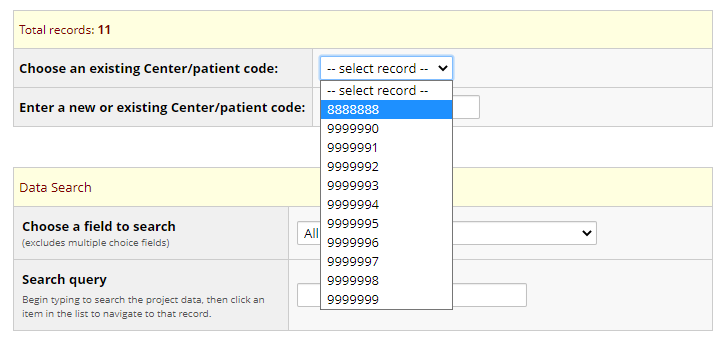 Total records: 11
Choose an existing Center/patient code:
-- select record --
Enter a new or existing Center/patient code:
-- select record --
8888888
9999990
9999991
9999992
9999993
9999994
9999995
9999996
9999997
9999998
9999999
Data Search
Choose a field to search
(excludes multiple choice fields)
All
Search query
Begin typing to search the project data, then click an
item in the list to navigate to that record.